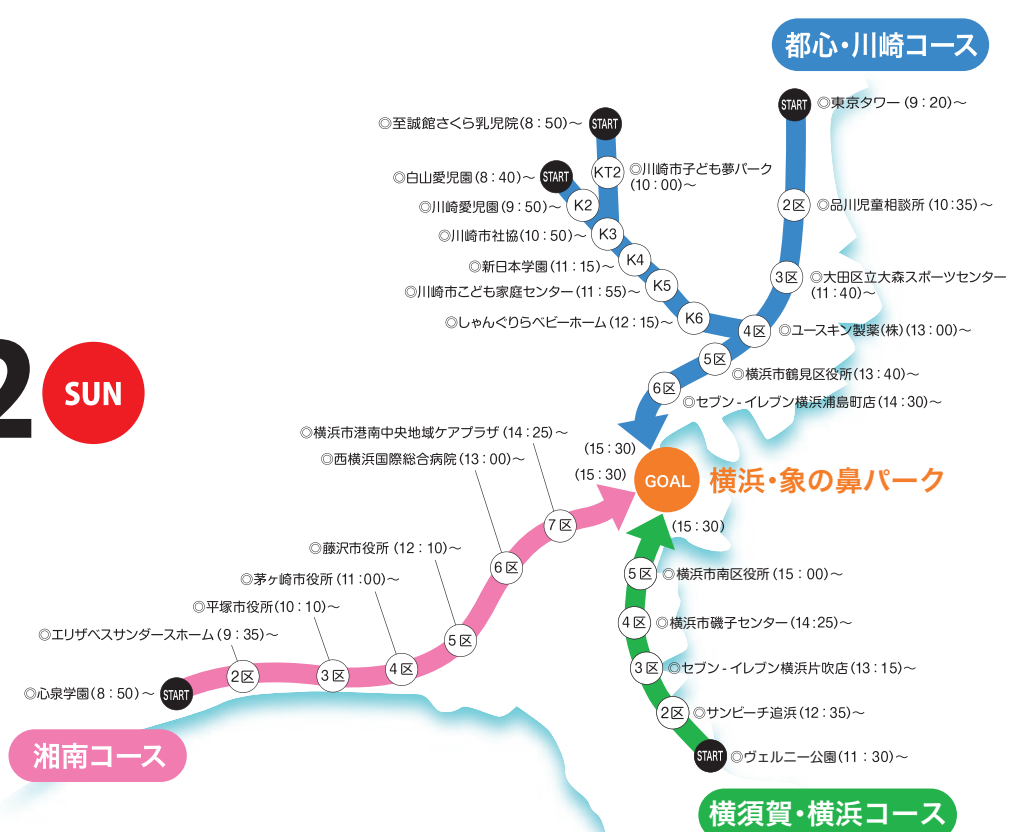 都心・川崎コース
START
◎東京タワー(9:20)〜
◎至誠館さくら乳児院(8:50)〜
START
KT2
◎川崎市子ども夢パーク
(10:00)〜
◎白山愛児園(8:40)〜
START
◎川崎愛児園(9:50)〜
K2
2区
◎品川児童相談所(10:35)〜
◎川崎市社協(10:50)〜
K3
◎新日本学園(11:15)〜
K4
3区
◎大田区立大森スポーツセンター
(11:40)〜
◎川崎市こども家庭センター(11:55)〜
K5
◎しゃんぐりらベビーホーム(12:15)〜
K6
4区
◎ユースキン製薬(株)(13:00)〜
5区
◎横浜市鶴見区役所(13:40)〜
2
SUN
6区
◎セブン-イレブン横浜浦島町店(14:30)〜
◎横浜市港南中央地域ケアプラザ(14:25)〜
(15:30)
◎西横浜国際総合病院(13:00)〜
(15:30)
GOAL
横浜・象の鼻パーク
7区
(15:30)
◎藤沢市役所(12:10)〜
6区
◎茅ヶ崎市役所(11:00)〜
5区
◎横浜市南区役所(15:00)〜
◎平塚市役所(10:10)〜
4区
◎横浜市磯子センター(14:25)〜
◎エリザベスサンダースホーム(9:35)〜
5区
2区
3区
4区
3区
◎セブン-イレブン横浜片吹店(13:15)〜
◎心泉学園(8:50)〜
START
2区
◎サンビーチ追浜(12:35)〜
湘南コース
START
◎ヴェルニー公園(11:30)〜
横須賀・横浜コース